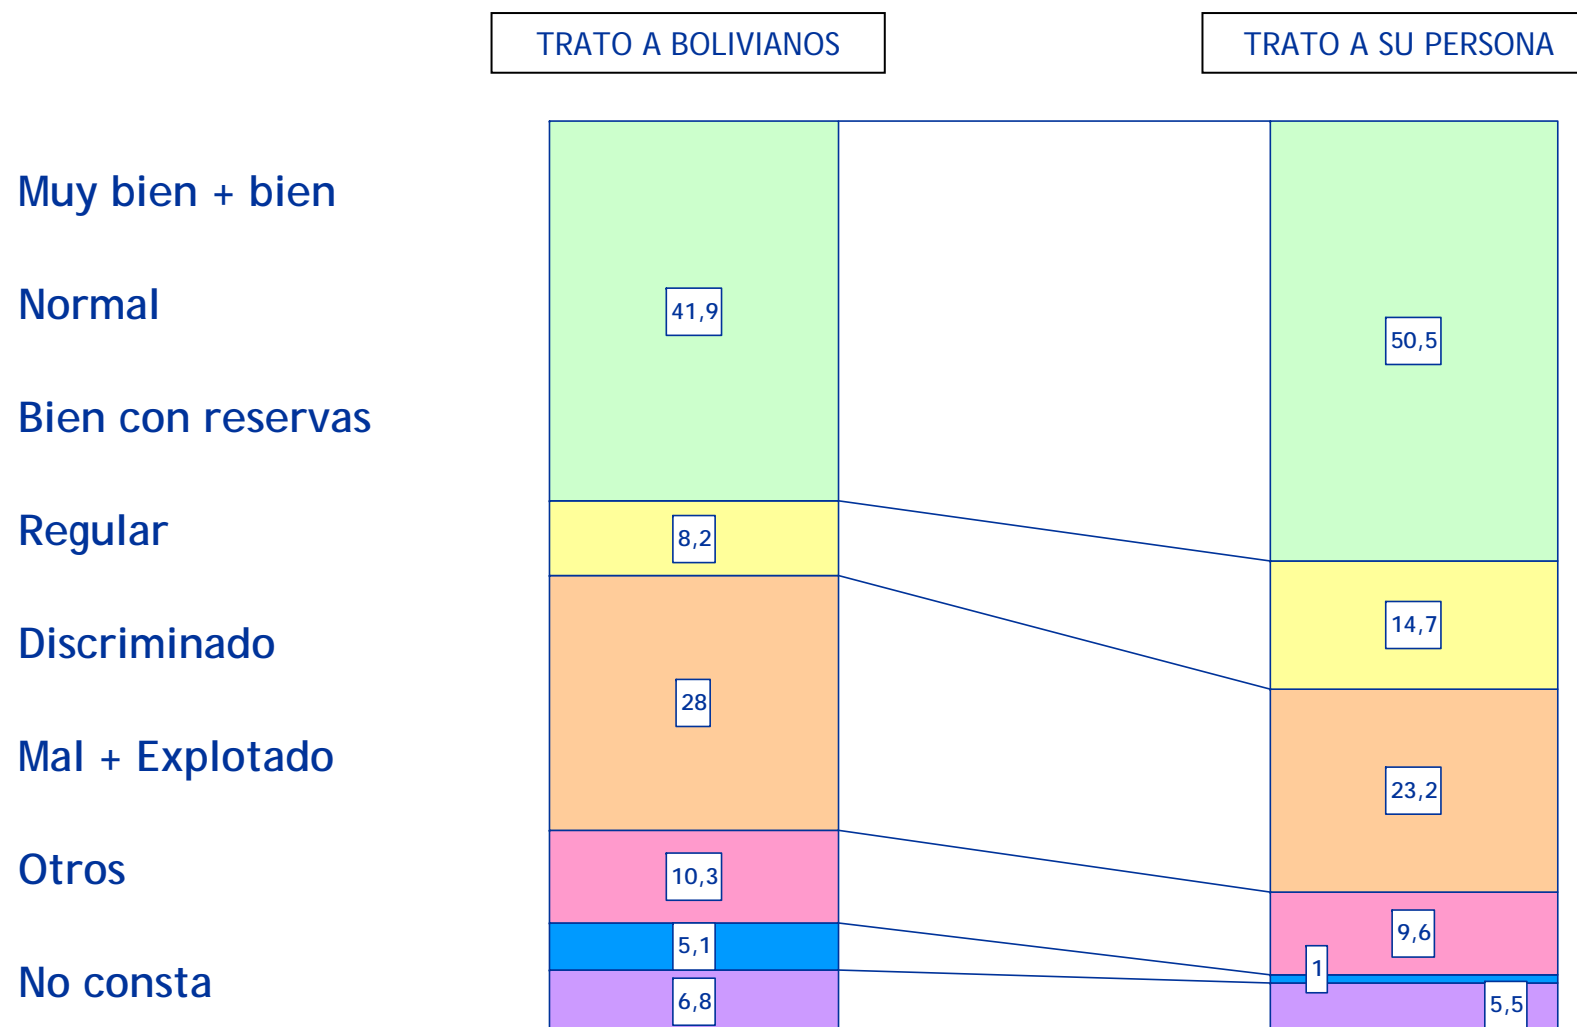 TRATO A BOLIVIANOS
TRATO A SU PERSONA
Muy bien + bien
Normal
41,9
50,5
Bien con reservas
Regular
8,2
14,7
Discriminado
28
Mal + Explotado
23,2
Otros
10,3
9,6
5,1
1
No consta
6,8
5,5